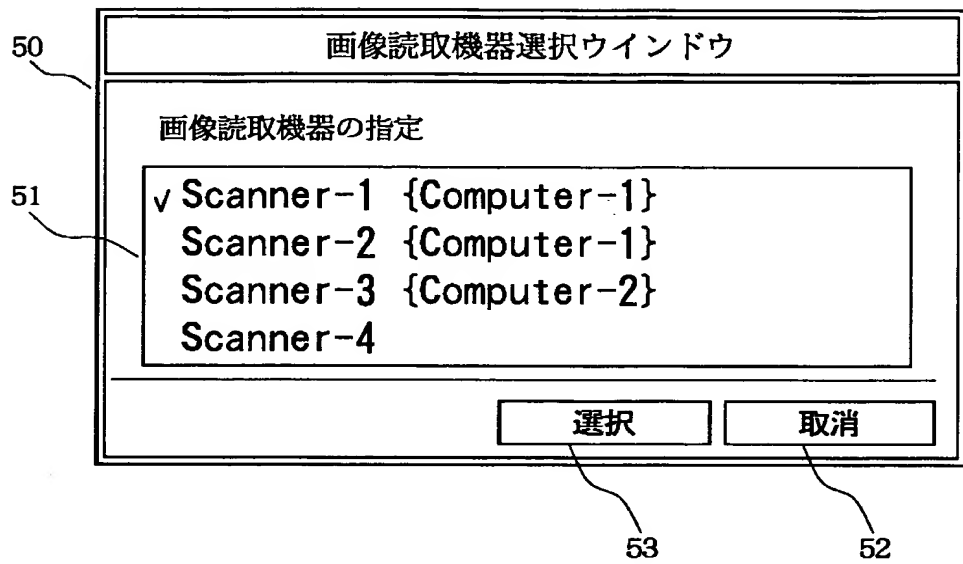 50
画像読取機器選択ウインドウ
画像読取機器の指定
51
✓ Scanner-1 {Computer-1}
Scanner-2 {Computer-1}
Scanner-3 {Computer-2}
Scanner-4
選択 取消
53 52